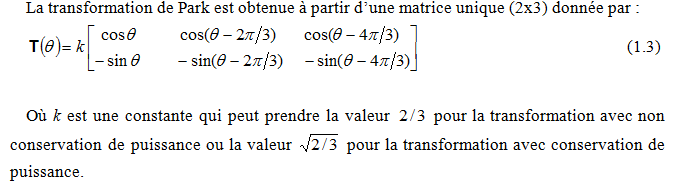 La transformation de Park est obtenue à partir d'une matrice unique (2x3) donnée par :
T(θ)= k[cosθ cos(θ − 2π/3) cos(θ − 4π/3)
− sin θ − sin(θ − 2π/3) − sin(θ − 4π/3)] (1.3)
Où k est une constante qui peut prendre la valeur 2/3 pour la transformation avec non
conservation de puissance ou la valeur √2/3 pour la transformation avec conservation de
puissance.